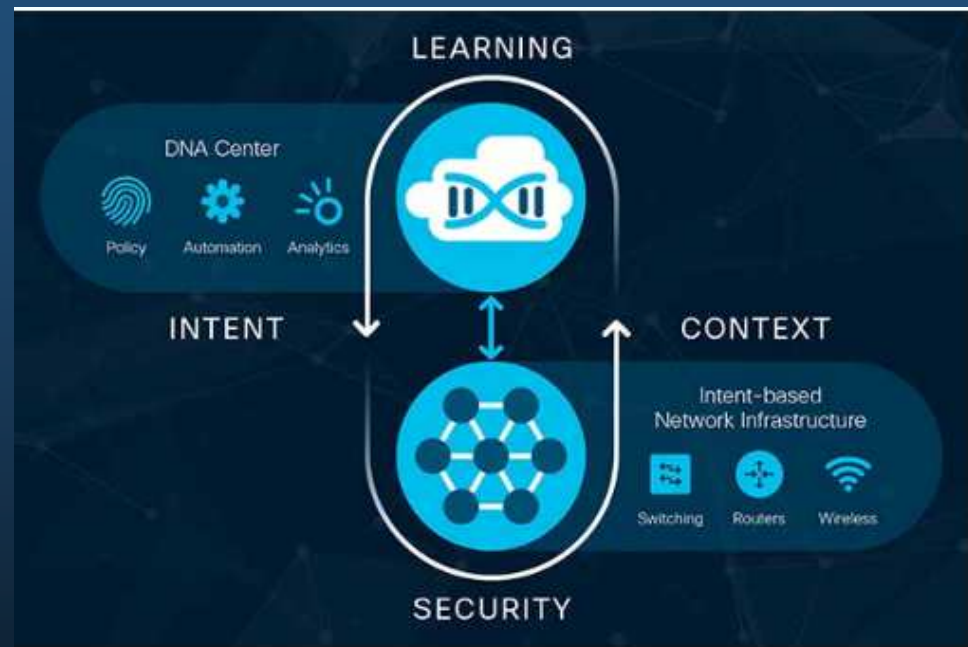 LEARNING
DNA Center
Policy Automation Analytics
INTENT
CONTEXT
Intent-based
Network Infrastructure
Switching Routers Wireless
SECURITY